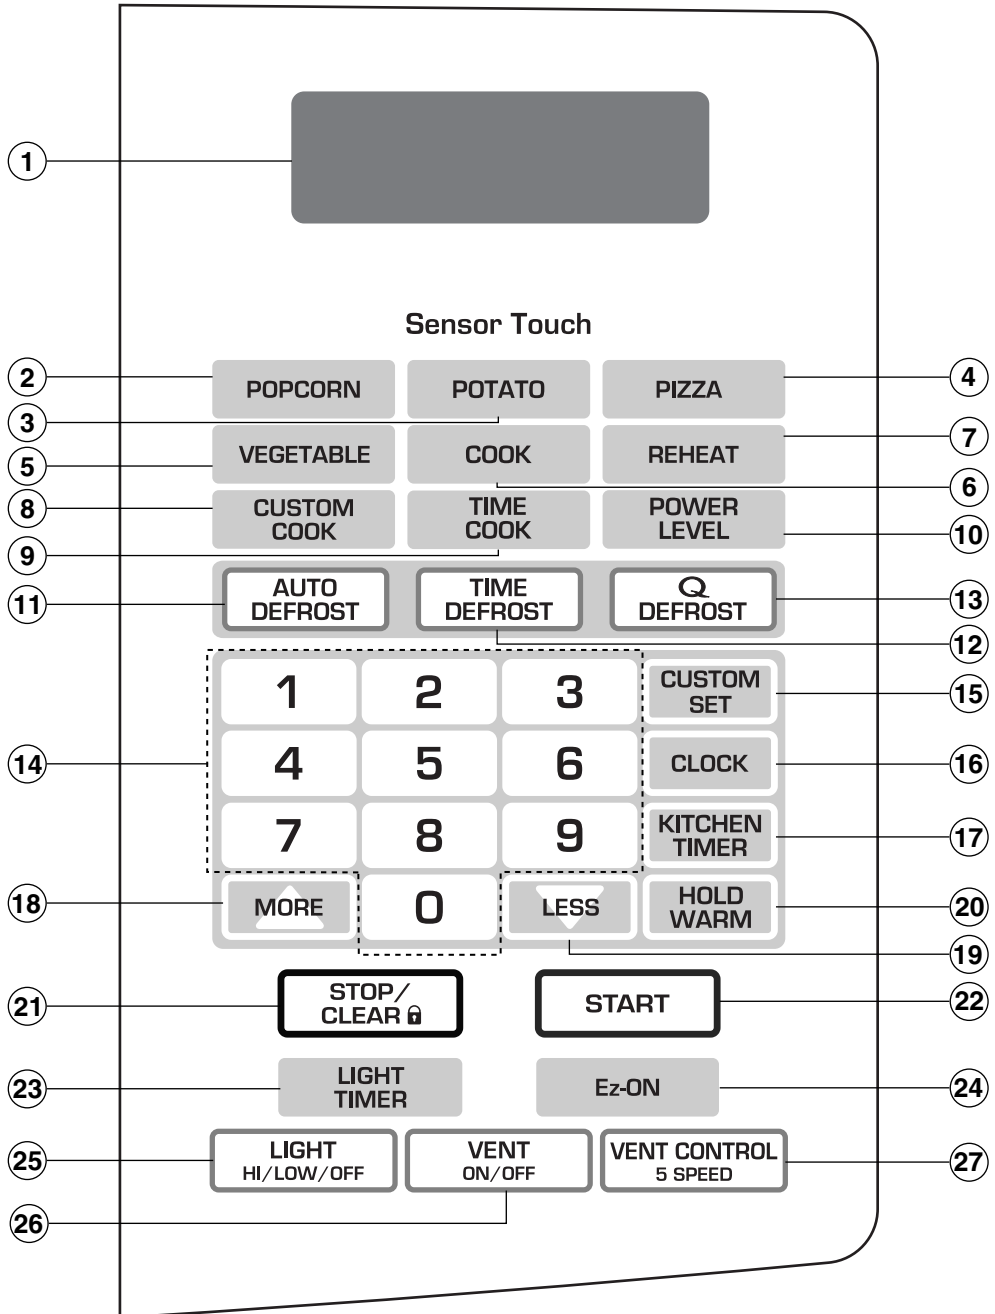 1
Sensor Touch
2
POPCORN
POTATO
PIZZA
4
3
VEGETABLE
COOK
REHEAT
7
5
6
8
CUSTOM
COOK
TIME
COOK
POWER
LEVEL
10
9
11
AUTO
DEFROST
TIME
DEFROST
Q
DEFROST
13
12
1
2
3
CUSTOM
SET
15
14
4
5
6
CLOCK
16
7
8
9
KITCHEN
TIMER
17
18
MORE
0
LESS
HOLD
WARM
20
19
21
STOP/
CLEAR
START
22
23
LIGHT
TIMER
Ez-ON
24
25
LIGHT
HI/LOW/OFF
VENT
ON/OFF
VENT CONTROL
5 SPEED
27
26